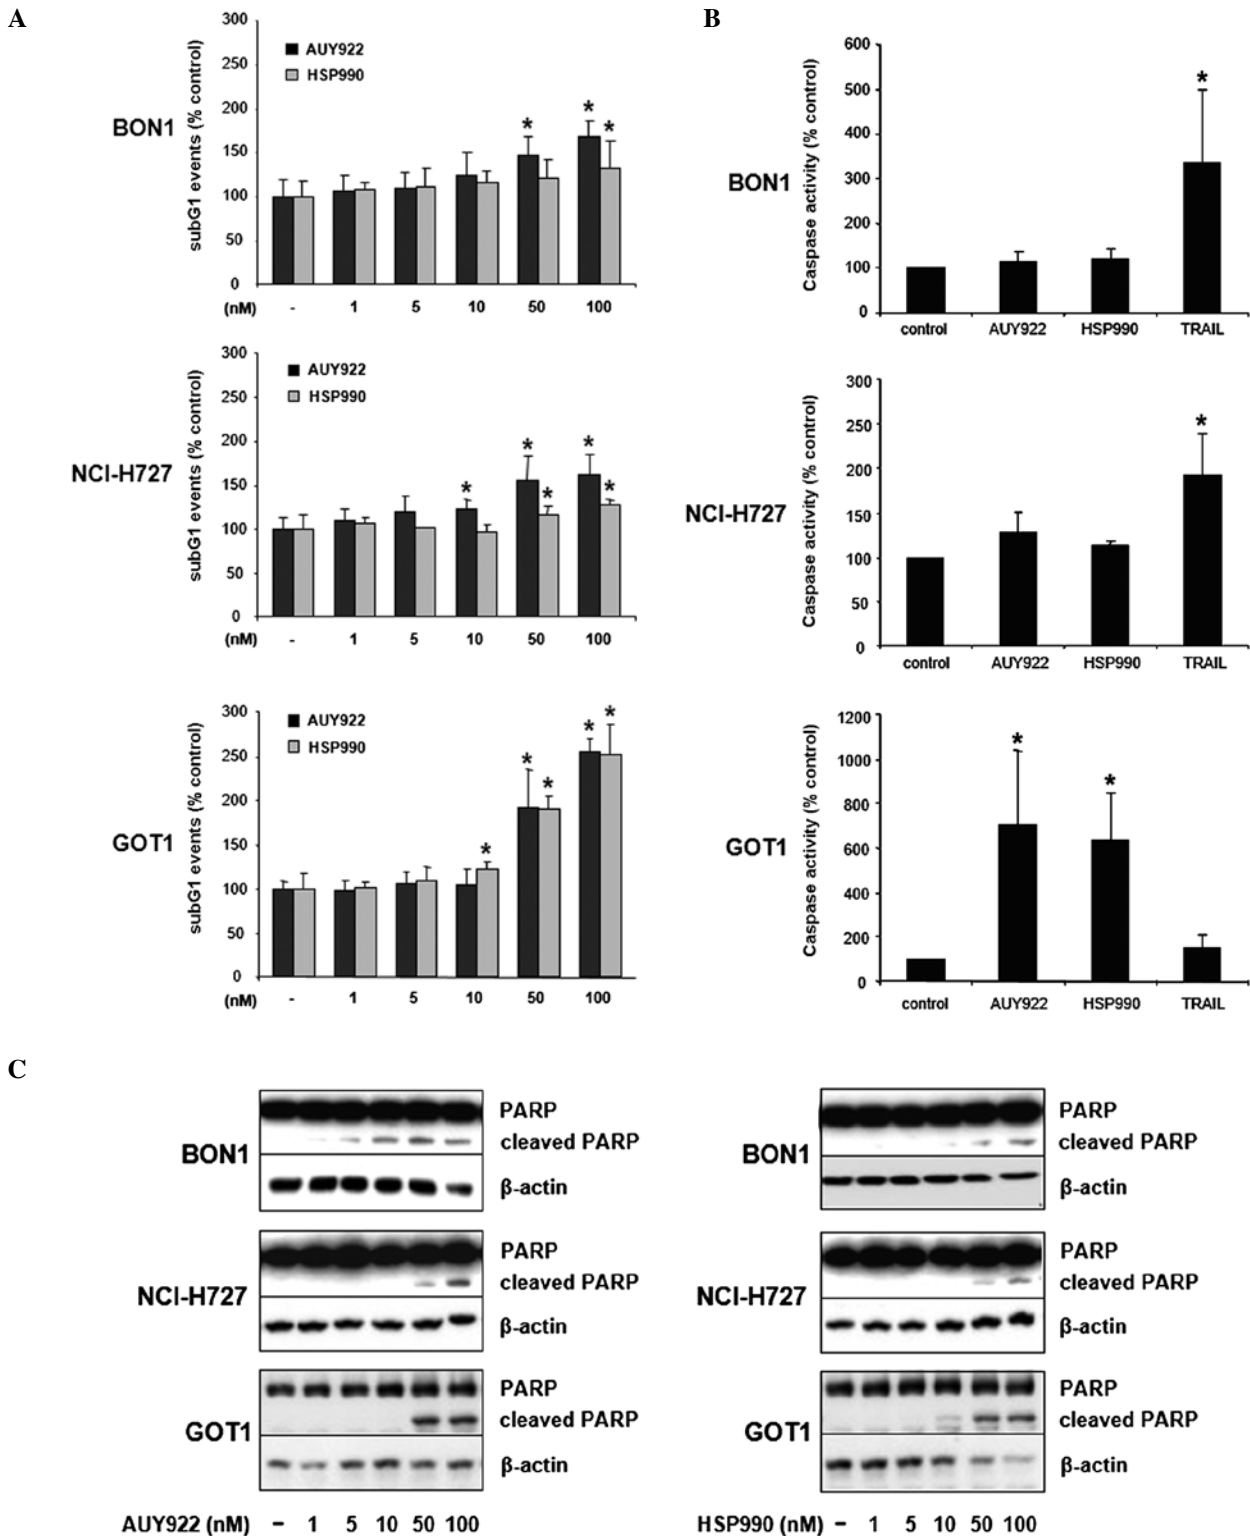 A
BON1
subG1 events (% control)
300
250
200
150
100
50
0
AUY922
HSP990
* * *
(nM) - 1 5 10 50 100
NCI-H727
subG1 events (% control)
300
250
200
150
100
50
0
AUY922
HSP990
* * * * *
(nM) - 1 5 10 50 100
GOT1
subG1 events (% control)
300
250
200
150
100
50
0
AUY922
HSP990
* * * * *
(nM) - 1 5 10 50 100
B
BON1
Caspase activity (% control)
600
500
400
300
200
100
0
*
control AUY922 HSP990 TRAIL
NCI-H727
Caspase activity (% control)
300
250
200
150
100
50
0
*
control AUY922 HSP990 TRAIL
GOT1
Caspase activity (% control)
1200
1000
800
600
400
200
0
* *
control AUY922 HSP990 TRAIL
C
BON1
PARP
cleaved PARP
β-actin
NCI-H727
PARP
cleaved PARP
β-actin
GOT1
PARP
cleaved PARP
β-actin
AUY922 (nM) – 1 5 10 50 100
BON1
PARP
cleaved PARP
β-actin
NCI-H727
PARP
cleaved PARP
β-actin
GOT1
PARP
cleaved PARP
β-actin
HSP990 (nM) – 1 5 10 50 100